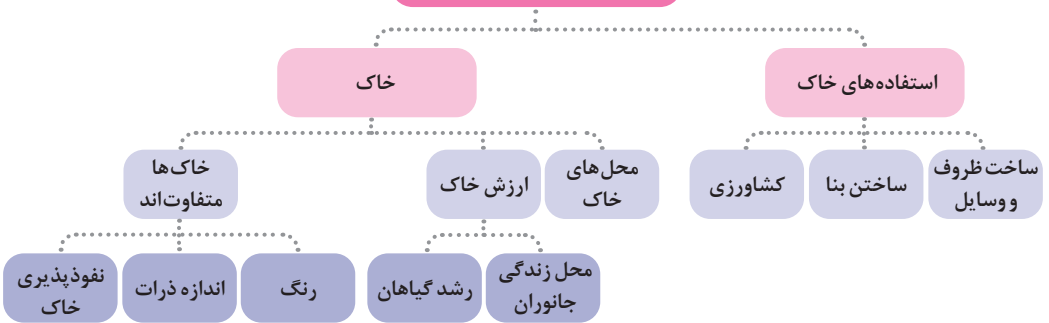 استفاده‌های خاک
خاک
ساخت ظروف
و وسایل
ساختن بنا
کشاورزی
محل‌های
خاک
ارزش خاک
خاک‌ها
متفاوت‌اند
محل زندگی
جانوران
رشد گیاهان
رنگ
اندازه ذرات
نفوذپذیری
خاک